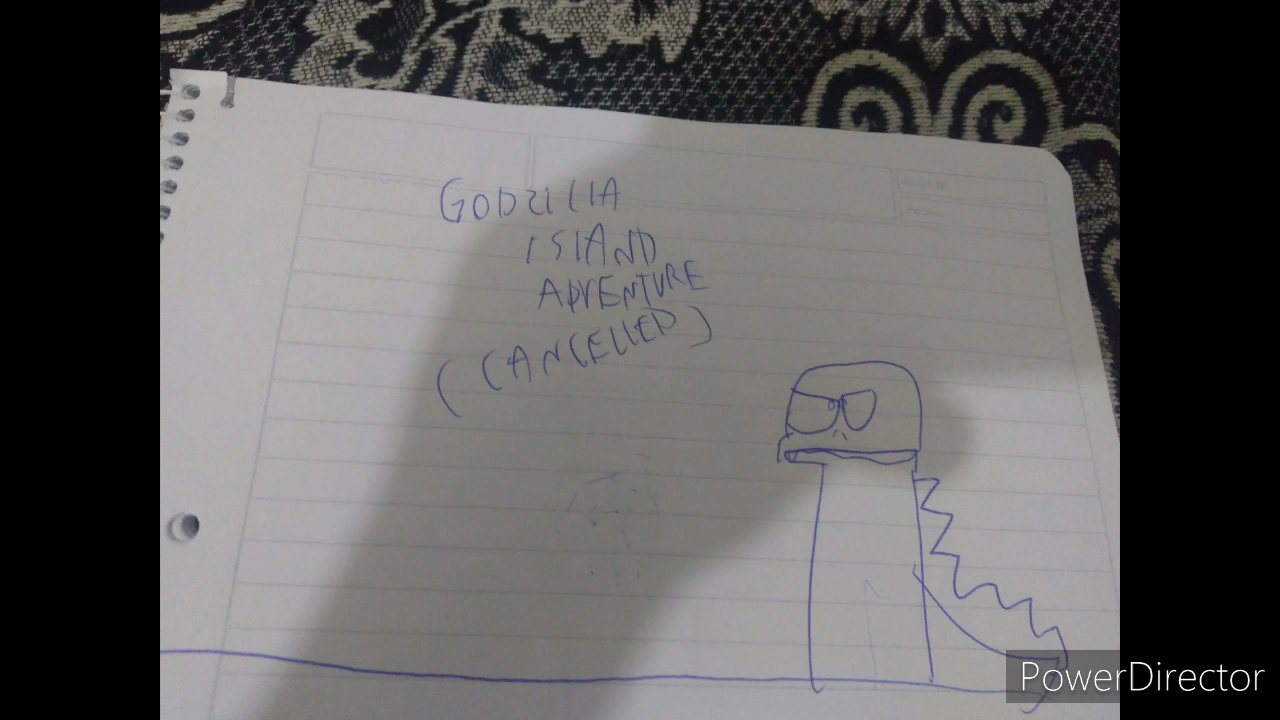 GODZILLA
ISLAND
ADVENTURE
(CANCELLED)
PowerDirector